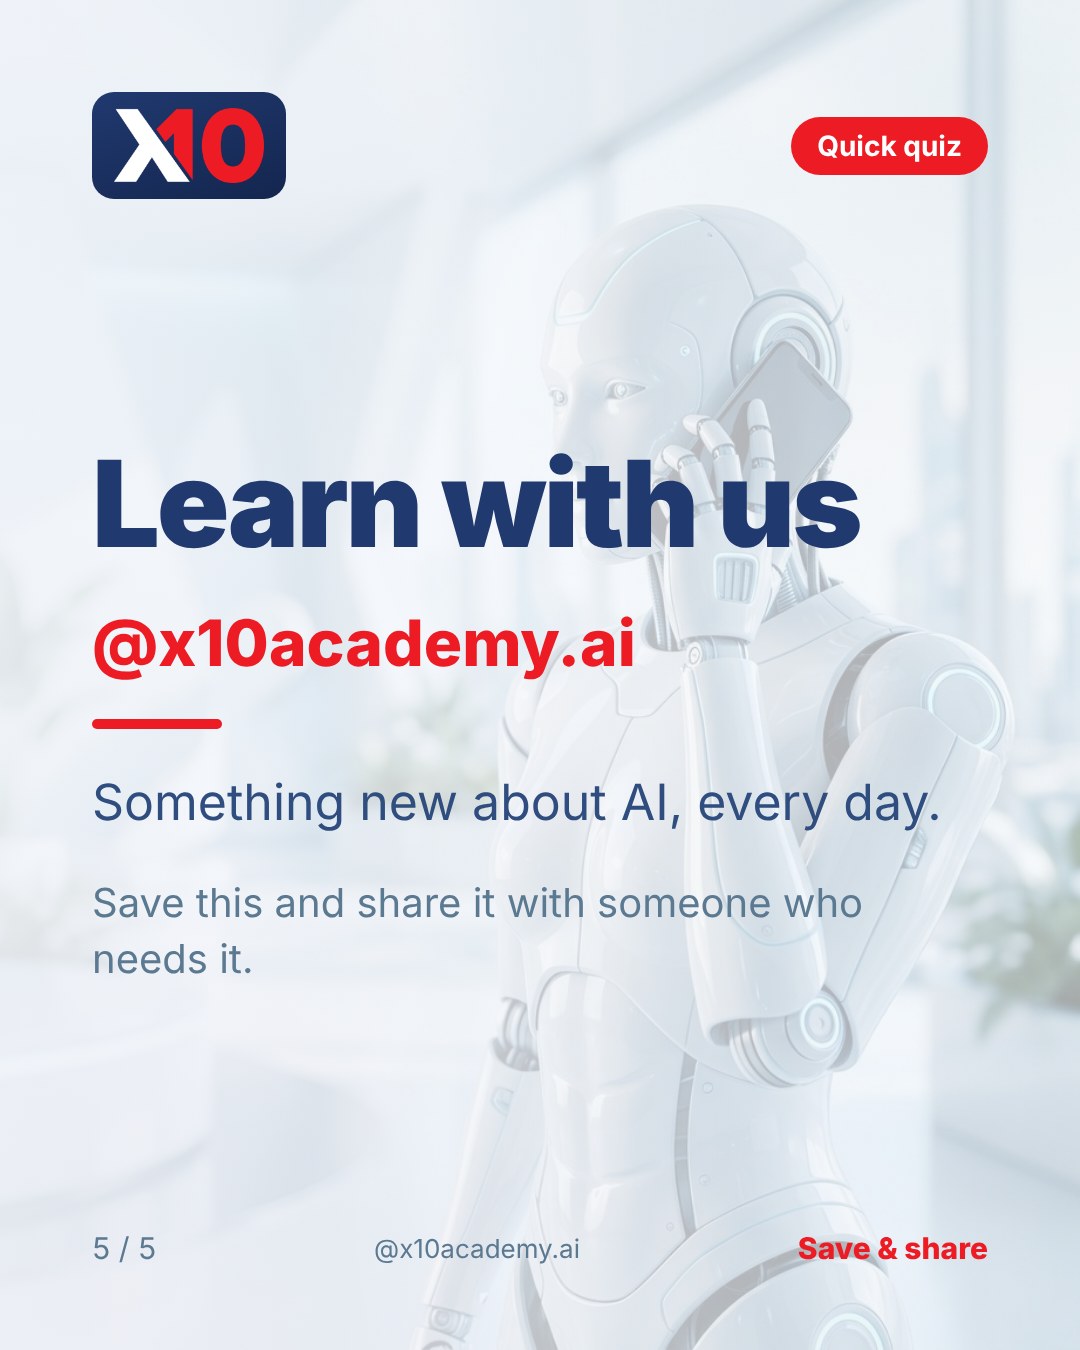 X10
Quick quiz
Learn with us
@x10academy.ai
Something new about AI, every day.
Save this and share it with someone who
needs it.
5 / 5
@x10academy.ai
Save & share